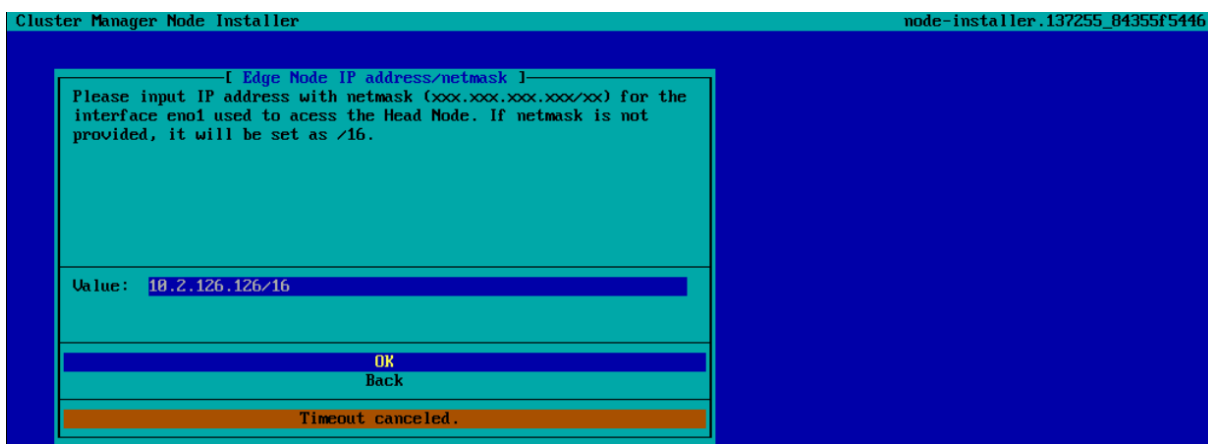 Cluster Manager Node Installer
node-installer.137255_84355f5446
[ Edge Node IP address/netmask ]
Please input IP address with netmask (xxx.xxx.xxx.xxx/xx) for the
interface eno1 used to acess the Head Node. If netmask is not
provided, it will be set as /16.
Value: 10.2.126.126/16
OK
Back
Timeout canceled.